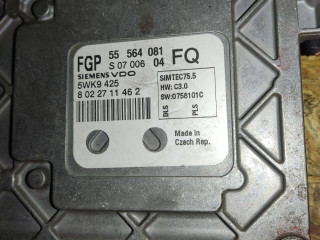 FGP 55 564 081 FQ
S 07 006 04
SIEMENS VDO
5WK9 425
8 02 27 11 46 2
SIMTEC75.5
HW: C3.0
SW:0758101C
DLS
PLS
Made in
Czech Rep.